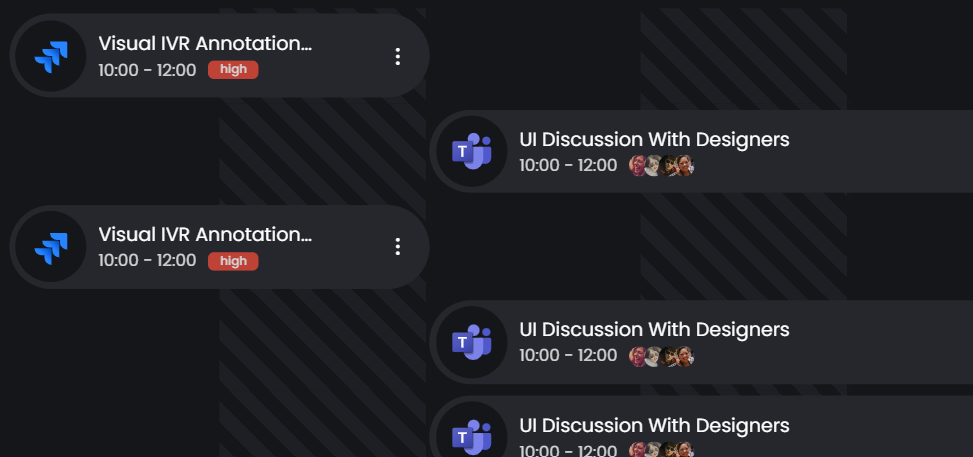 Visual IVR Annotation...
10:00 - 12:00 high
T
UI Discussion With Designers
10:00 - 12:00
Visual IVR Annotation...
10:00 - 12:00 high
T
UI Discussion With Designers
10:00 - 12:00
T
UI Discussion With Designers
10:00 - 12:00